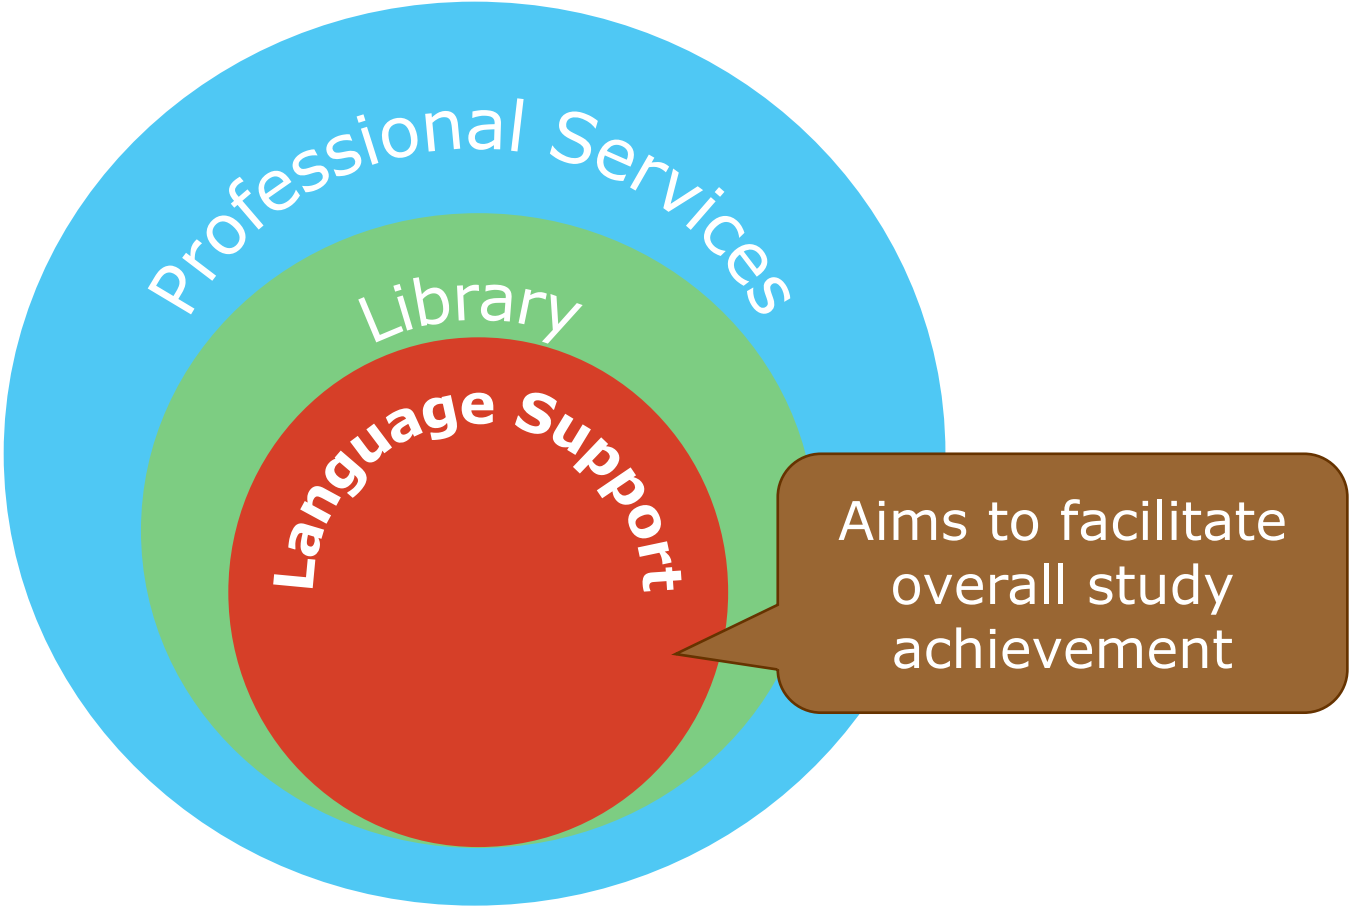 Professional Services
Library
Language Support
Aims to facilitate
overall study
achievement